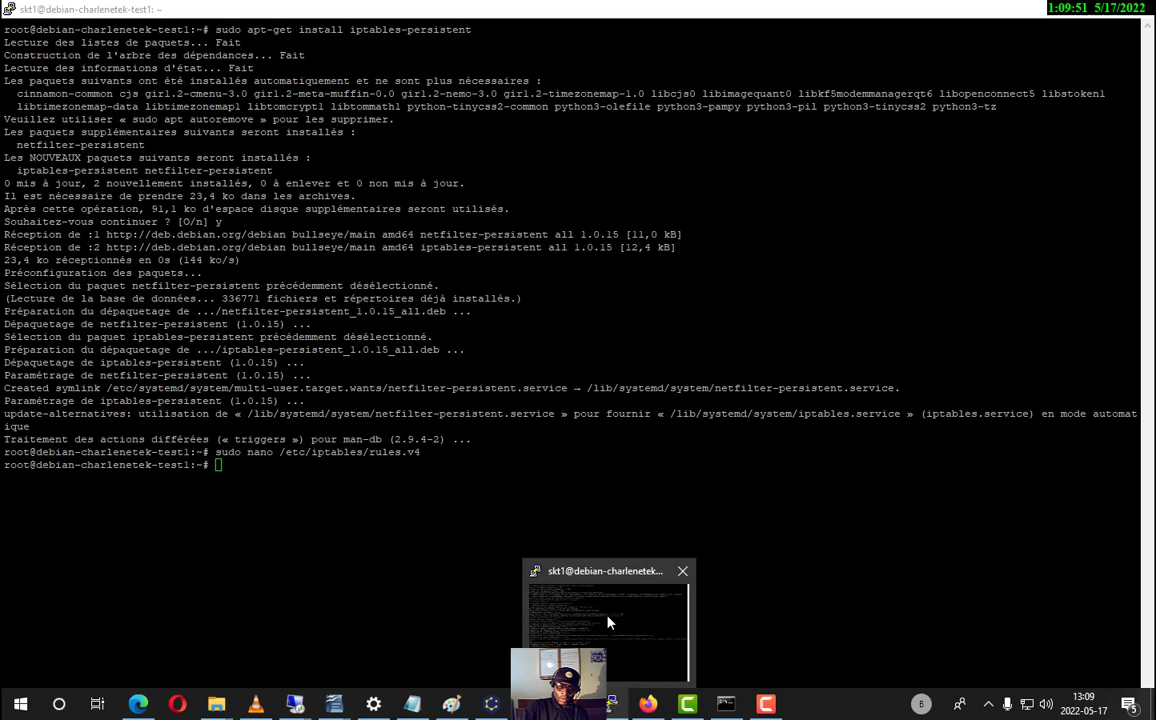 skt1@debian-charlenetek-test1: ~
1:09:51 5/17/2022
root@debian-charlenetek-test1:~# sudo apt-get install iptables-persistent
Lecture des listes de paquets... Fait
Construction de l'arbre des dépendances... Fait
Lecture des informations d'état... Fait
Les paquets suivants ont été installés automatiquement et ne sont plus nécessaires :
  cinnamon-common cjs gir1.2-cmenu-3.0 gir1.2-meta-muffin-0.0 gir1.2-nemo-3.0 gir1.2-timezonemap-1.0 libcjs0 libimagequant0 libkf5modemmanagerqt6 libopenconnect5 libstoken1
  libtimezonemap-data libtimezonemap1 libtomcrypt1 libtommath1 python-tinycss2-common python3-olefile python3-pampy python3-pil python3-tinycss2 python3-tz
Veuillez utiliser « sudo apt autoremove » pour les supprimer.
Les paquets supplémentaires suivants seront installés :
  netfilter-persistent
Les NOUVEAUX paquets suivants seront installés :
  iptables-persistent netfilter-persistent
0 mis à jour, 2 nouvellement installés, 0 à enlever et 0 non mis à jour.
Il est nécessaire de prendre 23,4 ko dans les archives.
Après cette opération, 91,1 ko d'espace disque supplémentaires seront utilisés.
Souhaitez-vous continuer ? [O/n] y
Réception de :1 http://deb.debian.org/debian bullseye/main amd64 netfilter-persistent all 1.0.15 [11,0 kB]
Réception de :2 http://deb.debian.org/debian bullseye/main amd64 iptables-persistent all 1.0.15 [12,4 kB]
23,4 ko réceptionnés en 0s (144 ko/s)
Préconfiguration des paquets...
Sélection du paquet netfilter-persistent précédemment désélectionné.
(Lecture de la base de données... 336771 fichiers et répertoires déjà installés.)
Préparation du dépaquetage de .../netfilter-persistent_1.0.15_all.deb ...
Dépaquetage de netfilter-persistent (1.0.15) ...
Sélection du paquet iptables-persistent précédemment désélectionné.
Préparation du dépaquetage de .../iptables-persistent_1.0.15_all.deb ...
Dépaquetage de iptables-persistent (1.0.15) ...
Paramétrage de netfilter-persistent (1.0.15) ...
Created symlink /etc/systemd/system/multi-user.target.wants/netfilter-persistent.service → /lib/systemd/system/netfilter-persistent.service.
Paramétrage de iptables-persistent (1.0.15) ...
update-alternatives: utilisation de « /lib/systemd/system/netfilter-persistent.service » pour fournir « /lib/systemd/system/iptables.service » (iptables.service) en mode automat
ique
Traitement des actions différées (« triggers ») pour man-db (2.9.4-2) ...
root@debian-charlenetek-test1:~# sudo nano /etc/iptables/rules.v4
root@debian-charlenetek-test1:~#
skt1@debian-charlenetek...
B
13:09
2022-05-17
5